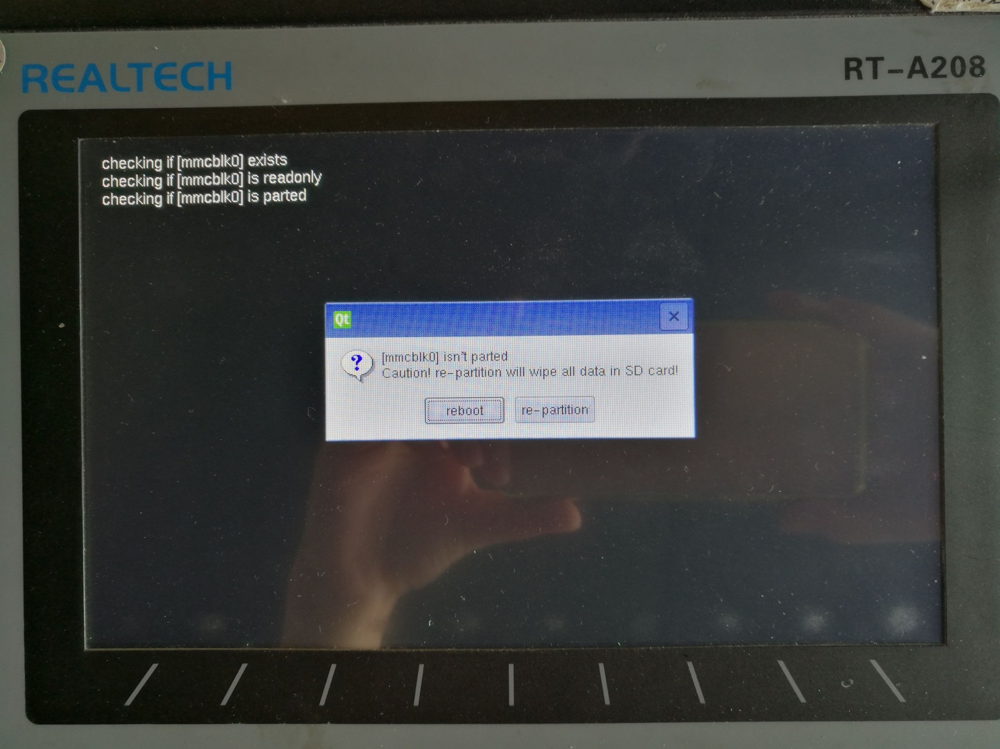 REALTECH
RT-A208
checking if [mmcblk0] exists
checking if [mmcblk0] is readonly
checking if [mmcblk0] is parted
Qt
[mmcblk0] isn't parted
Caution! re-partition will wipe all data in SD card!
reboot re-partition